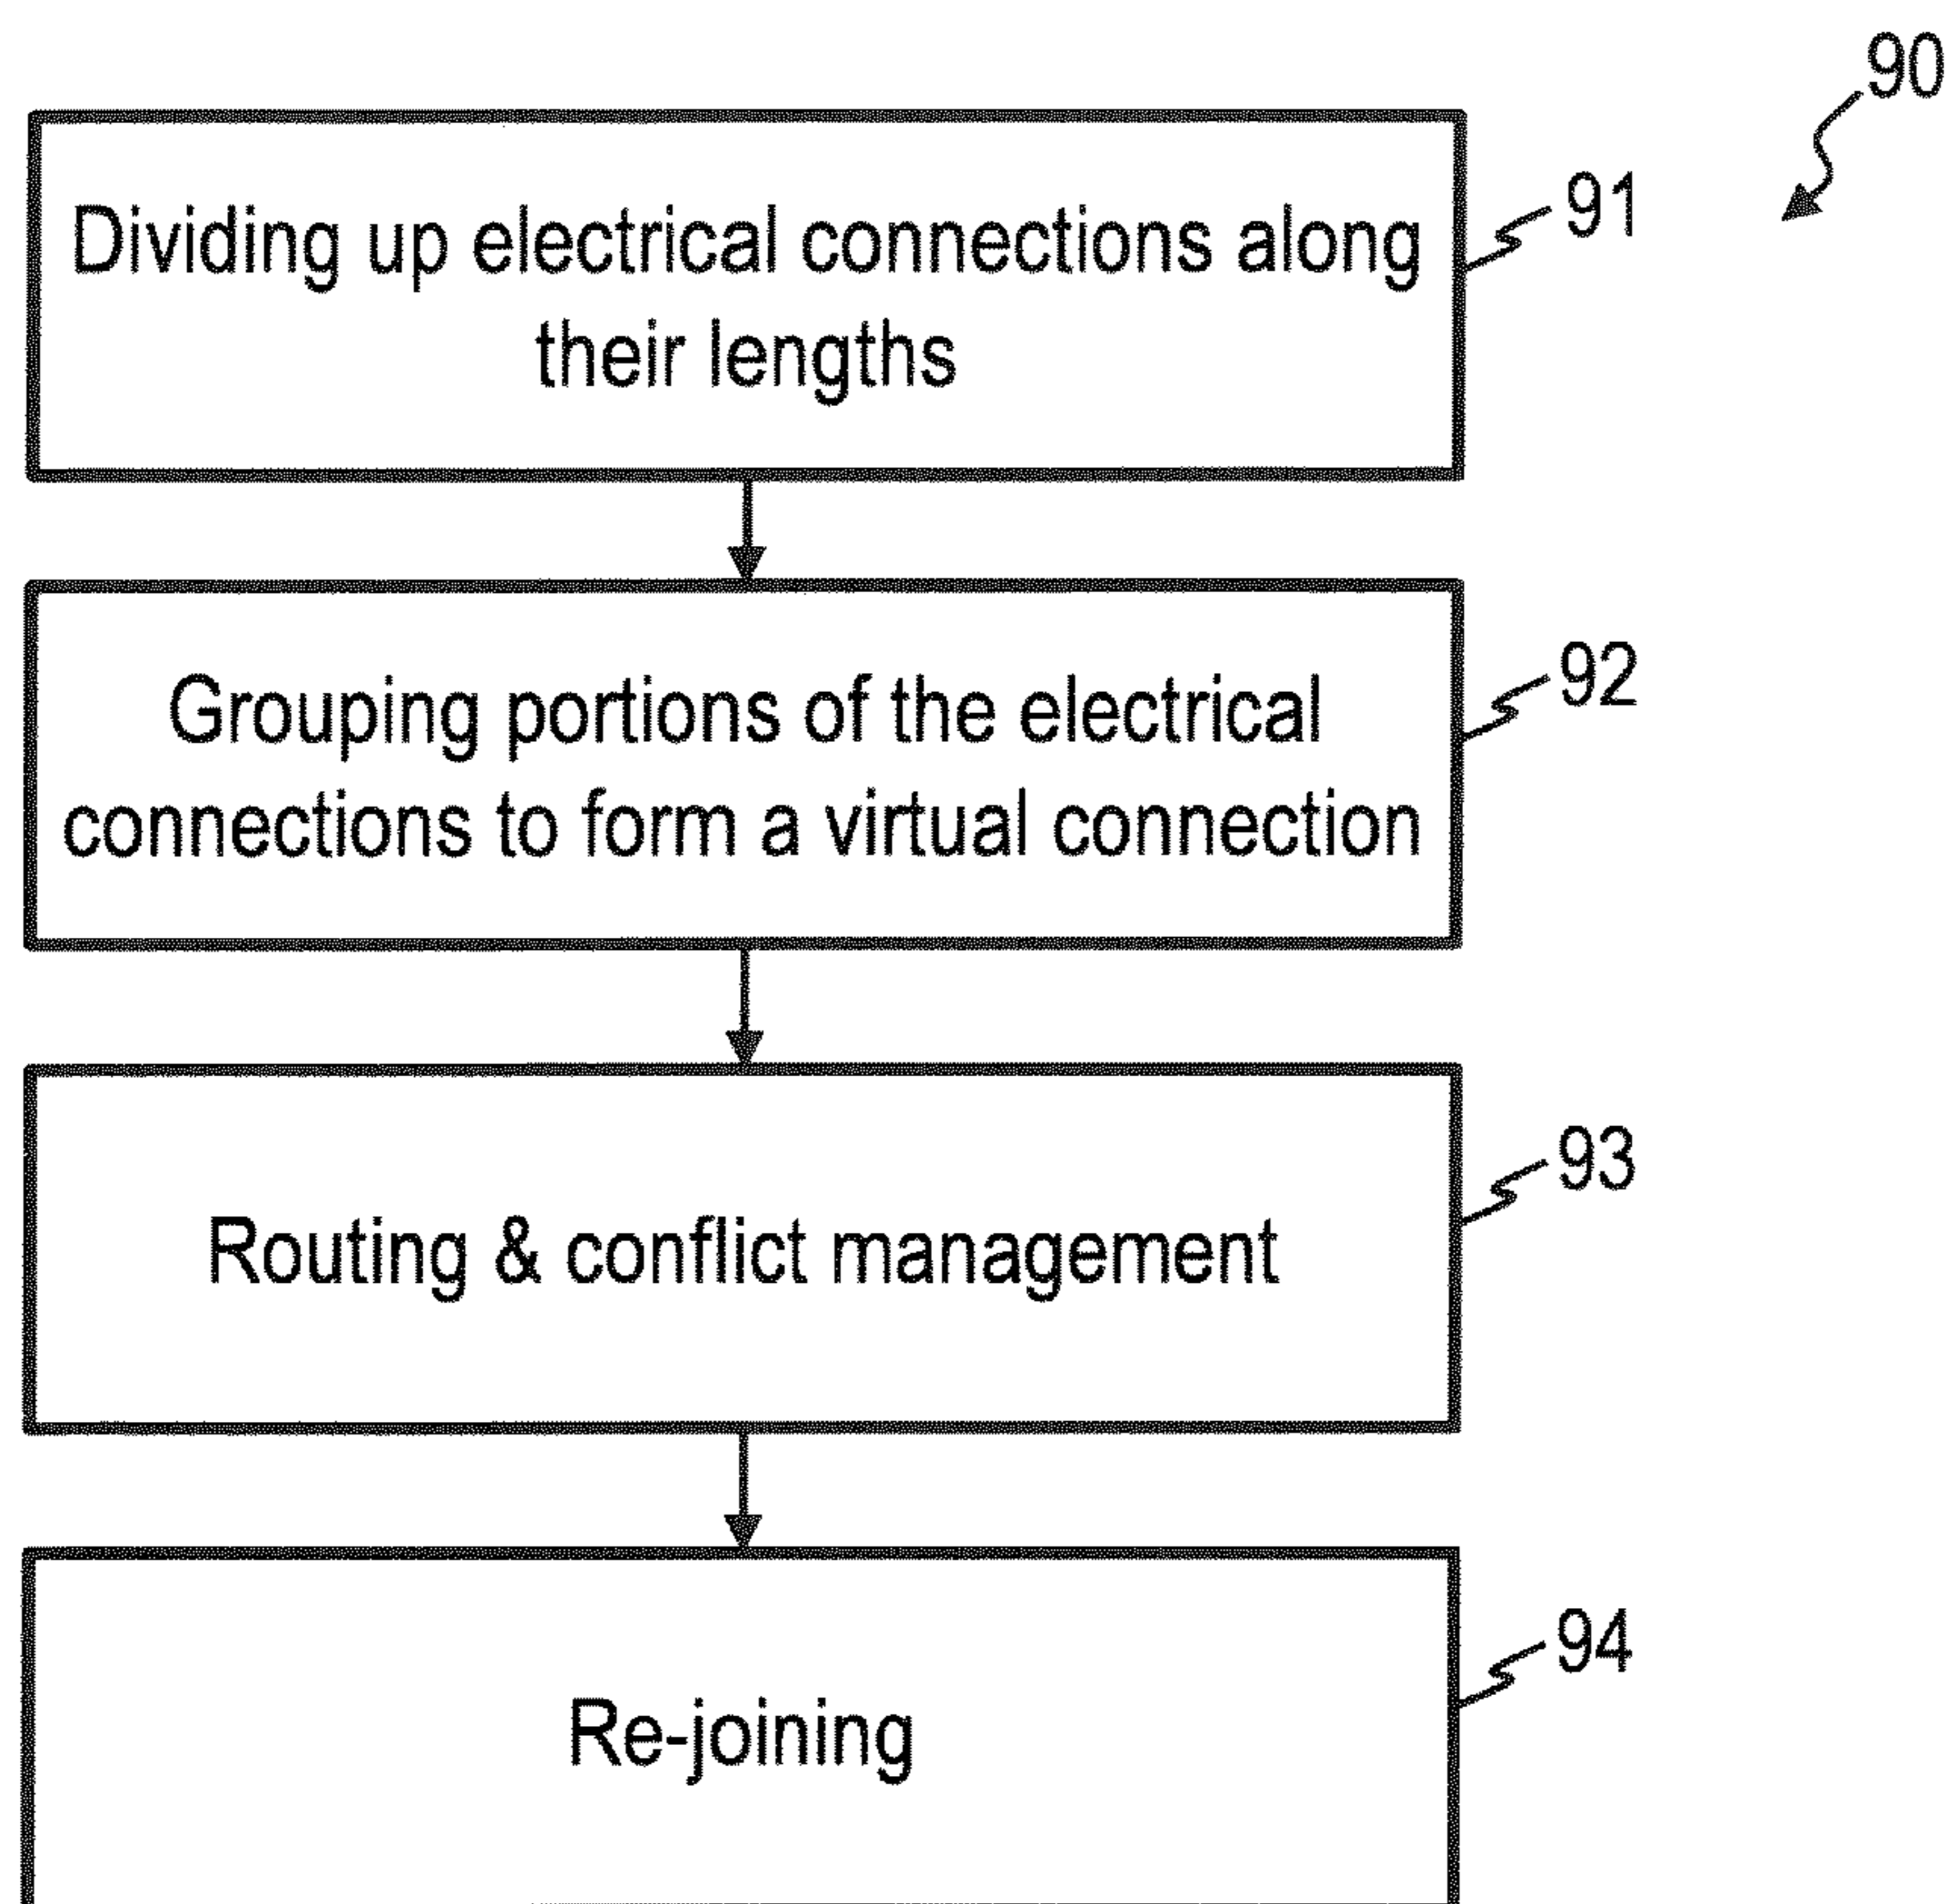 90
Dividing up electrical connections along
their lengths
91
Grouping portions of the electrical
connections to form a virtual connection
92
Routing & conflict management
93
Re-joining
94